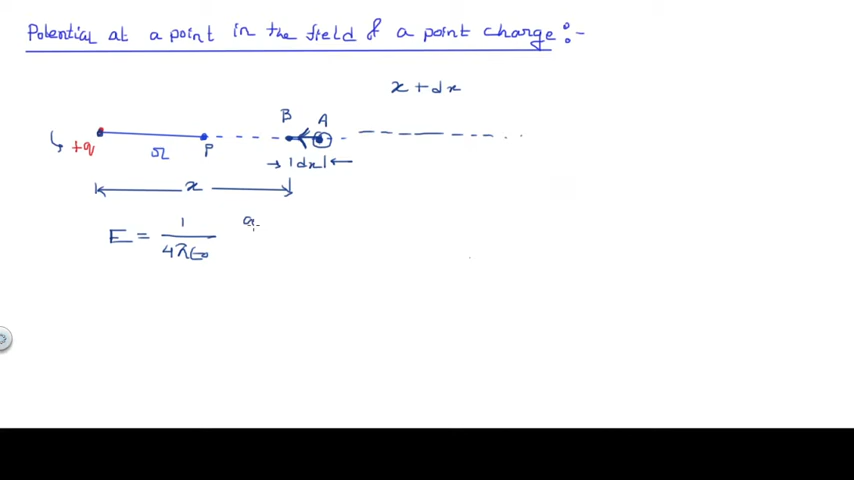 Potential at a point in the field of a point charge :-
x + dx
B A
+q r P |dx|
x
E = 1/4πϵ0 q